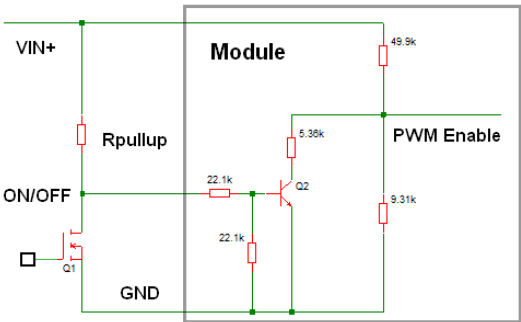 VIN+
Module
49.9k
Rpullup
5.36k
PWM Enable
ON/OFF
22.1k
Q2
9.31k
22.1k
Q1
GND